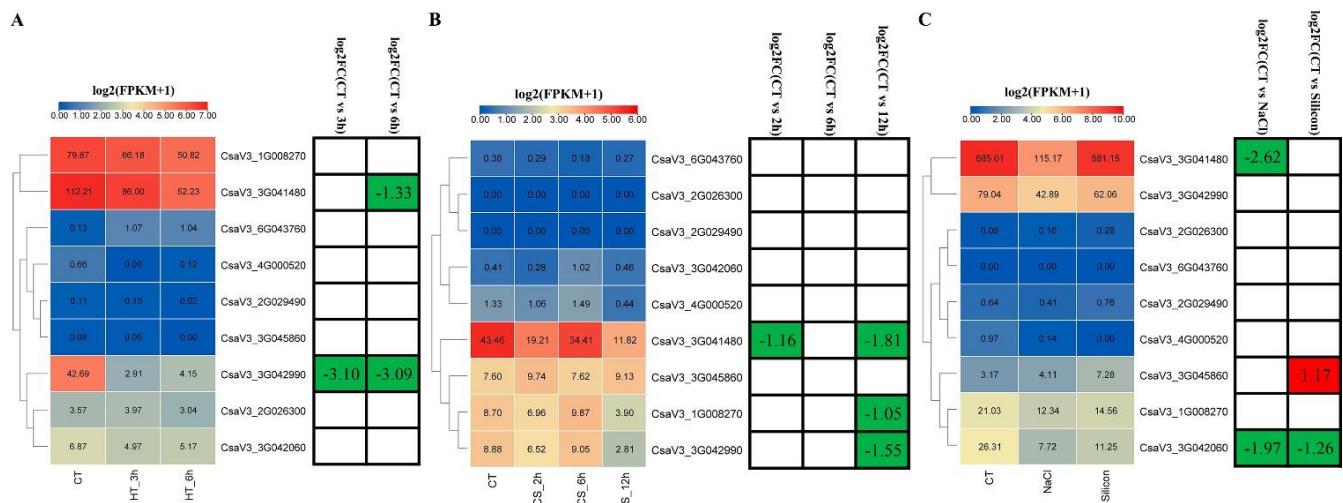 A
log2FC(CT vs 3h)
log2FC(CT vs 6h)
log2(FPKM+1)
0.00 1.00 2.00 3.00 4.00 5.00 6.00 7.00
79.87 66.18 50.82 CsaV3_1G008270
112.21 86.00 52.23 CsaV3_3G041480 -1.33
0.13 1.07 1.04 CsaV3_6G043760
0.66 0.00 0.12 CsaV3_4G000520
0.11 0.10 0.02 CsaV3_2G029490
0.08 0.05 0.00 CsaV3_3G045860
42.69 2.91 4.15 CsaV3_3G042990 -3.10 -3.09
3.57 3.97 3.04 CsaV3_2G026300
6.87 4.97 5.17 CsaV3_3G042060
CT HT_3h HT_6h
B
log2FC(CT vs 2h)
log2FC(CT vs 6h)
log2FC(CT vs 12h)
log2(FPKM+1)
0.00 1.00 2.00 3.00 4.00 5.00 6.00
0.38 0.29 0.18 0.27 CsaV3_6G043760
0.00 0.00 0.00 0.00 CsaV3_2G026300
0.00 0.00 0.00 0.00 CsaV3_2G029490
0.41 0.28 1.02 0.46 CsaV3_3G042060
1.33 1.06 1.49 0.44 CsaV3_4G000520
43.46 19.21 34.41 11.82 CsaV3_3G041480 -1.16 -1.81
7.60 9.74 7.62 9.13 CsaV3_3G045860
8.70 6.96 9.87 3.90 CsaV3_1G008270 -1.05
8.88 6.52 9.05 2.81 CsaV3_3G042990 -1.55
CT CS_2h CS_6h S_12h
C
log2FC(CT vs NaCl)
log2FC(CT vs Silicon)
log2(FPKM+1)
0.00 2.00 4.00 6.00 8.00 10.00
685.01 115.17 581.15 CsaV3_3G041480 -2.62
79.04 42.89 62.06 CsaV3_3G042990
0.06 0.16 0.28 CsaV3_2G026300
0.00 0.00 0.00 CsaV3_6G043760
0.64 0.41 0.76 CsaV3_2G029490
0.97 0.14 0.00 CsaV3_4G000520
3.17 4.11 7.28 CsaV3_3G045860 1.17
21.03 12.34 14.56 CsaV3_1G008270
26.31 7.72 11.25 CsaV3_3G042060 -1.97 -1.26
CT NaCl Silicon